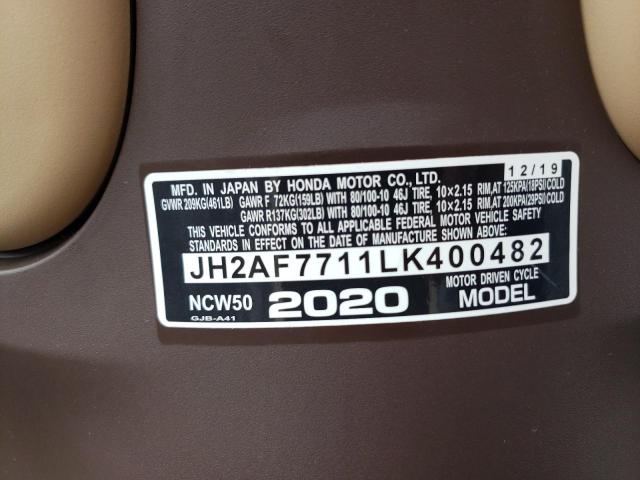 12/19
MFD. IN JAPAN BY HONDA MOTOR CO., LTD.
GVWR 209KG(461LB) GAWR F 72KG(159LB) WITH 80/100-10 46J TIRE, 10×2.15 RIM, AT 125KPA(18PSI) COLD
GAWR R137KG(302LB) WITH 80/100-10 46J TIRE, 10×2.15 RIM, AT 200KPA(29PSI) COLD
THIS VEHICLE CONFORMS TO ALL APPLICABLE FEDERAL MOTOR VEHICLE SAFETY
STANDARDS IN EFFECT ON THE DATE OF MANUFACTURE SHOWN ABOVE.
JH2AF7711LK400482
NCW50 2020 MOTOR DRIVEN CYCLE
GJB-A41 MODEL